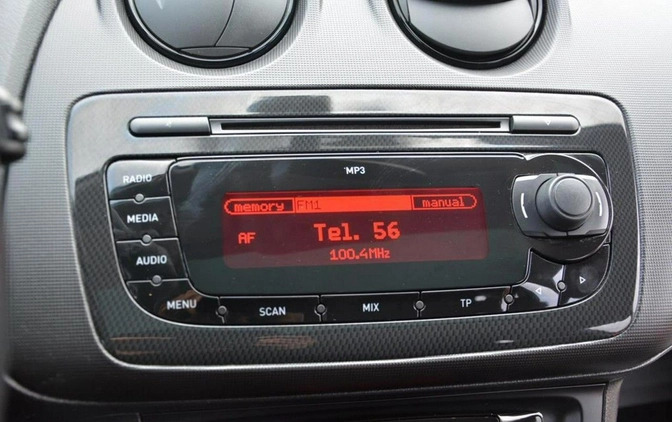 MP3
RADIO
memory FM1 manual
MEDIA
AF Tel. 56
AUDIO
100.4MHz
MENU SCAN MIX TP